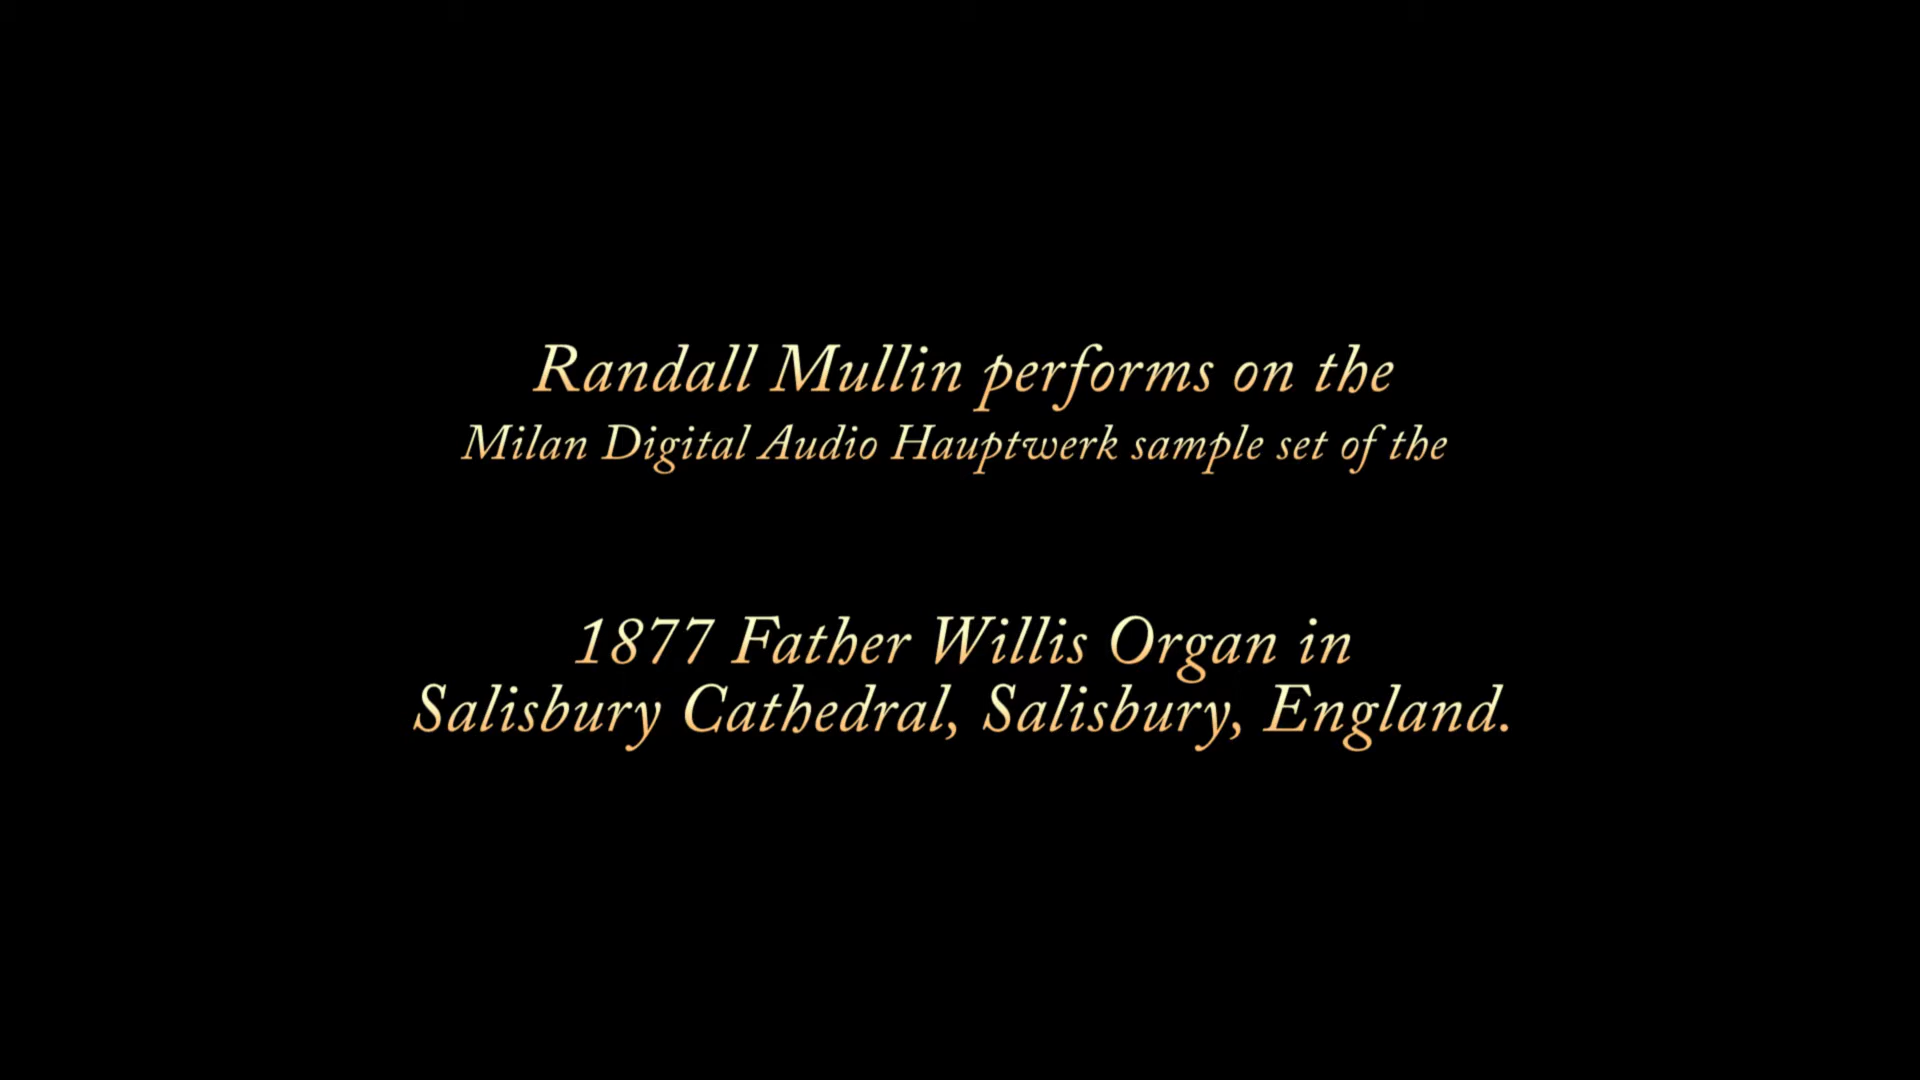 Randall Mullin performs on the
Milan Digital Audio Hauptwerk sample set of the
1877 Father Willis Organ in
Salisbury Cathedral, Salisbury, England.